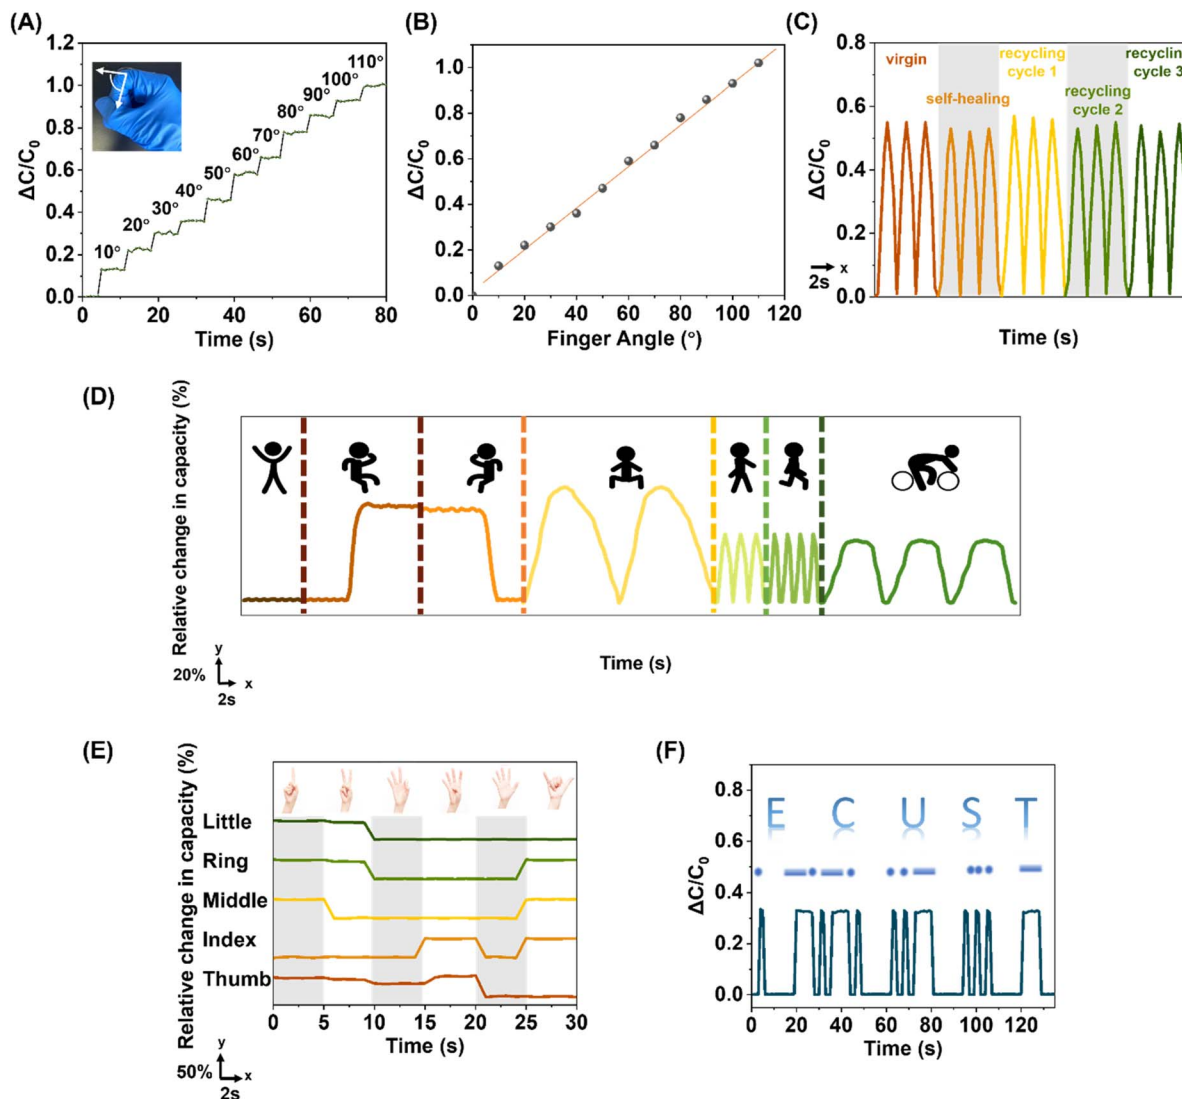 (A)
1.2
1.0
0.8
0.6
0.4
0.2
0.0
ΔC/C0
10°
20°
30°
40°
50°
60°
70°
80°
90°
100°
110°
0 20 40 60 80
Time (s)
(B)
1.0
0.8
0.6
0.4
0.2
0.0
ΔC/C0
0 20 40 60 80 100 120
Finger Angle (°)
(C)
0.8
0.6
0.4
0.2
0.0
ΔC/C0
virgin
self-healing
recycling
cycle 1
recycling
cycle 2
recycling
cycle 3
x
2s
Time (s)
(D)
Relative change in capacity (%)
y
20%
x
2s
Time (s)
(E)
Relative change in capacity (%)
Little
Ring
Middle
Index
Thumb
0 5 10 15 20 25 30
Time (s)
y
50%
x
2s
(F)
0.8
0.6
0.4
0.2
0.0
ΔC/C0
E C U S T
0 20 40 60 80 100 120
Time (s)